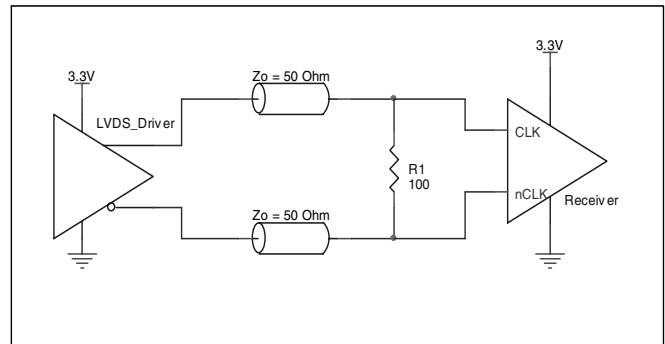 3.3V
LVDS_Driver
Zo = 50 Ohm
Zo = 50 Ohm
R1
100
3.3V
CLK
nCLK
Receiver